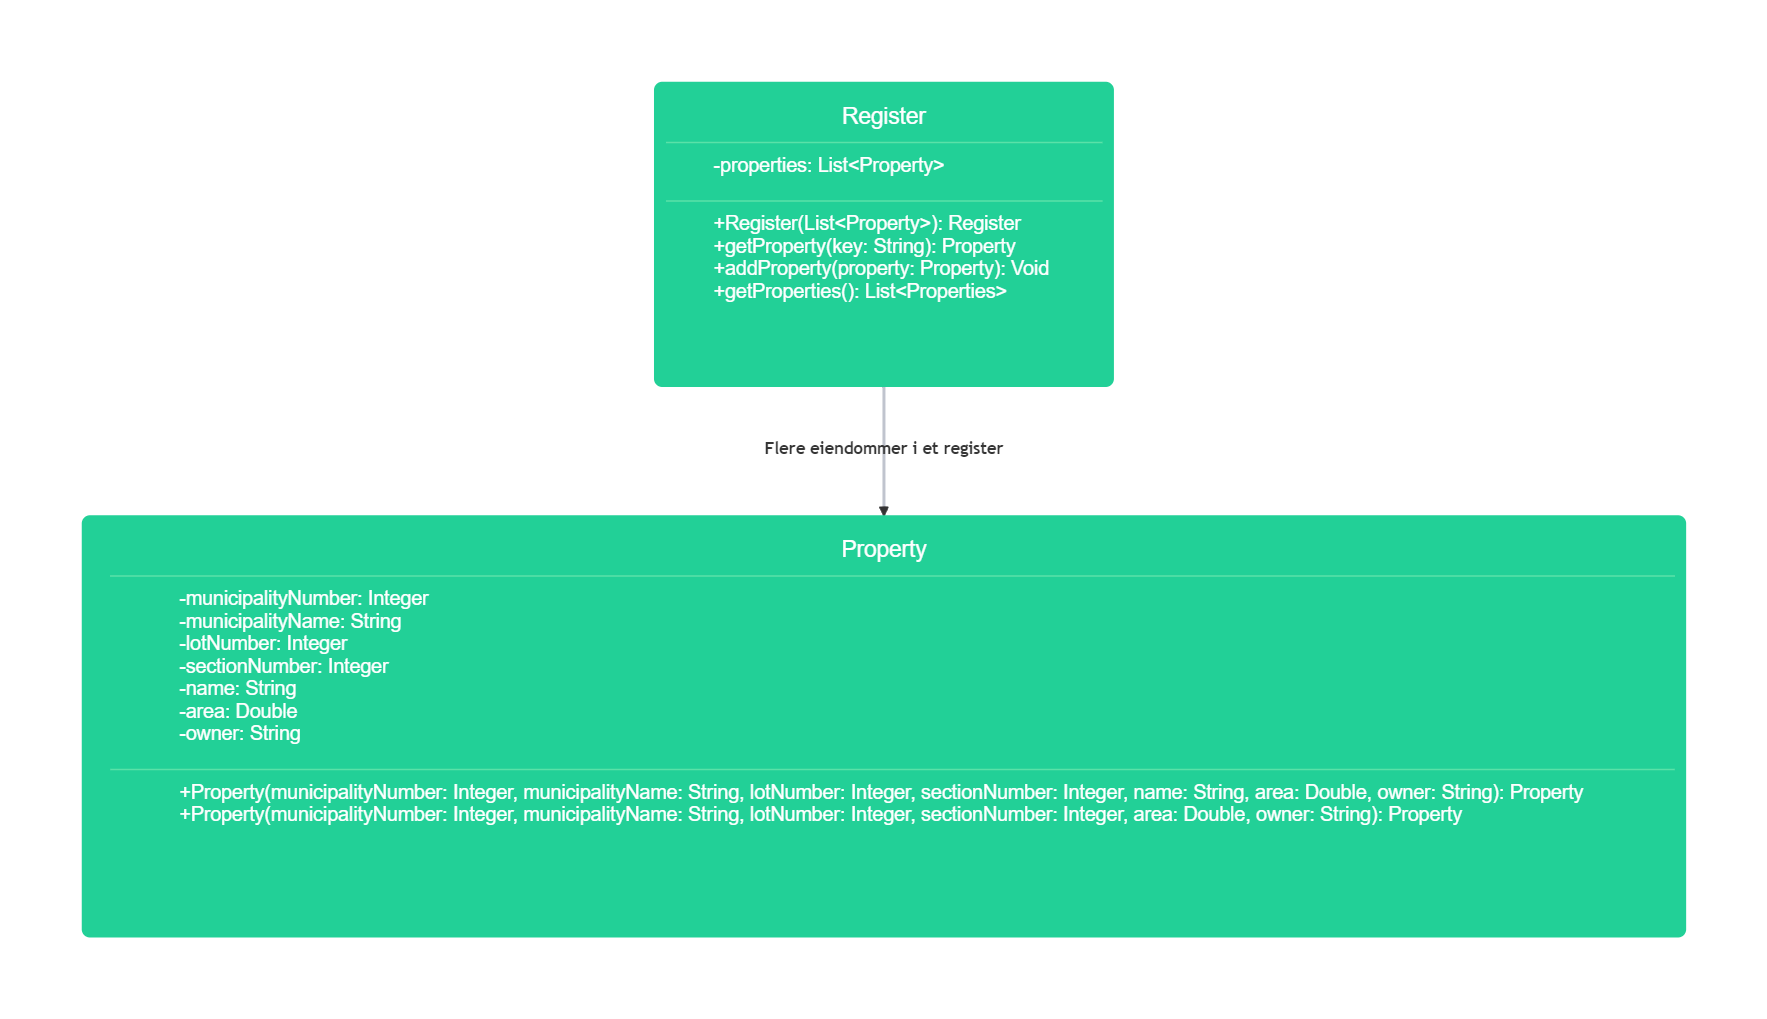 Register
-properties: List<Property>
+Register(List<Property>): Register
+getProperty(key: String): Property
+addProperty(property: Property): Void
+getProperties(): List<Properties>
Flere eiendommer i et register
Property
-municipalityNumber: Integer
-municipalityName: String
-lotNumber: Integer
-sectionNumber: Integer
-name: String
-area: Double
-owner: String
+Property(municipalityNumber: Integer, municipalityName: String, lotNumber: Integer, sectionNumber: Integer, name: String, area: Double, owner: String): Property
+Property(municipalityNumber: Integer, municipalityName: String, lotNumber: Integer, sectionNumber: Integer, area: Double, owner: String): Property